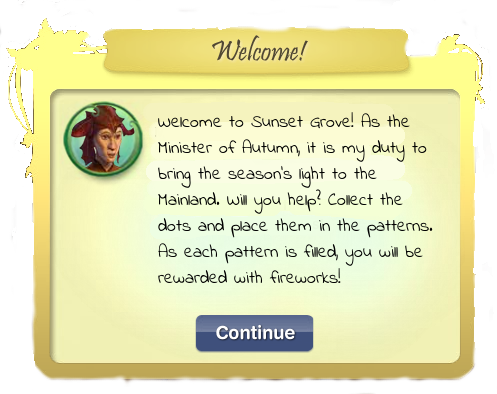 Welcome!
Welcome to Sunset Grove! As the
Minister of Autumn, it is my duty to
bring the season's light to the
Mainland. Will you help? Collect the
dots and place them in the patterns.
As each pattern is filled, you will be
rewarded with fireworks!
Continue